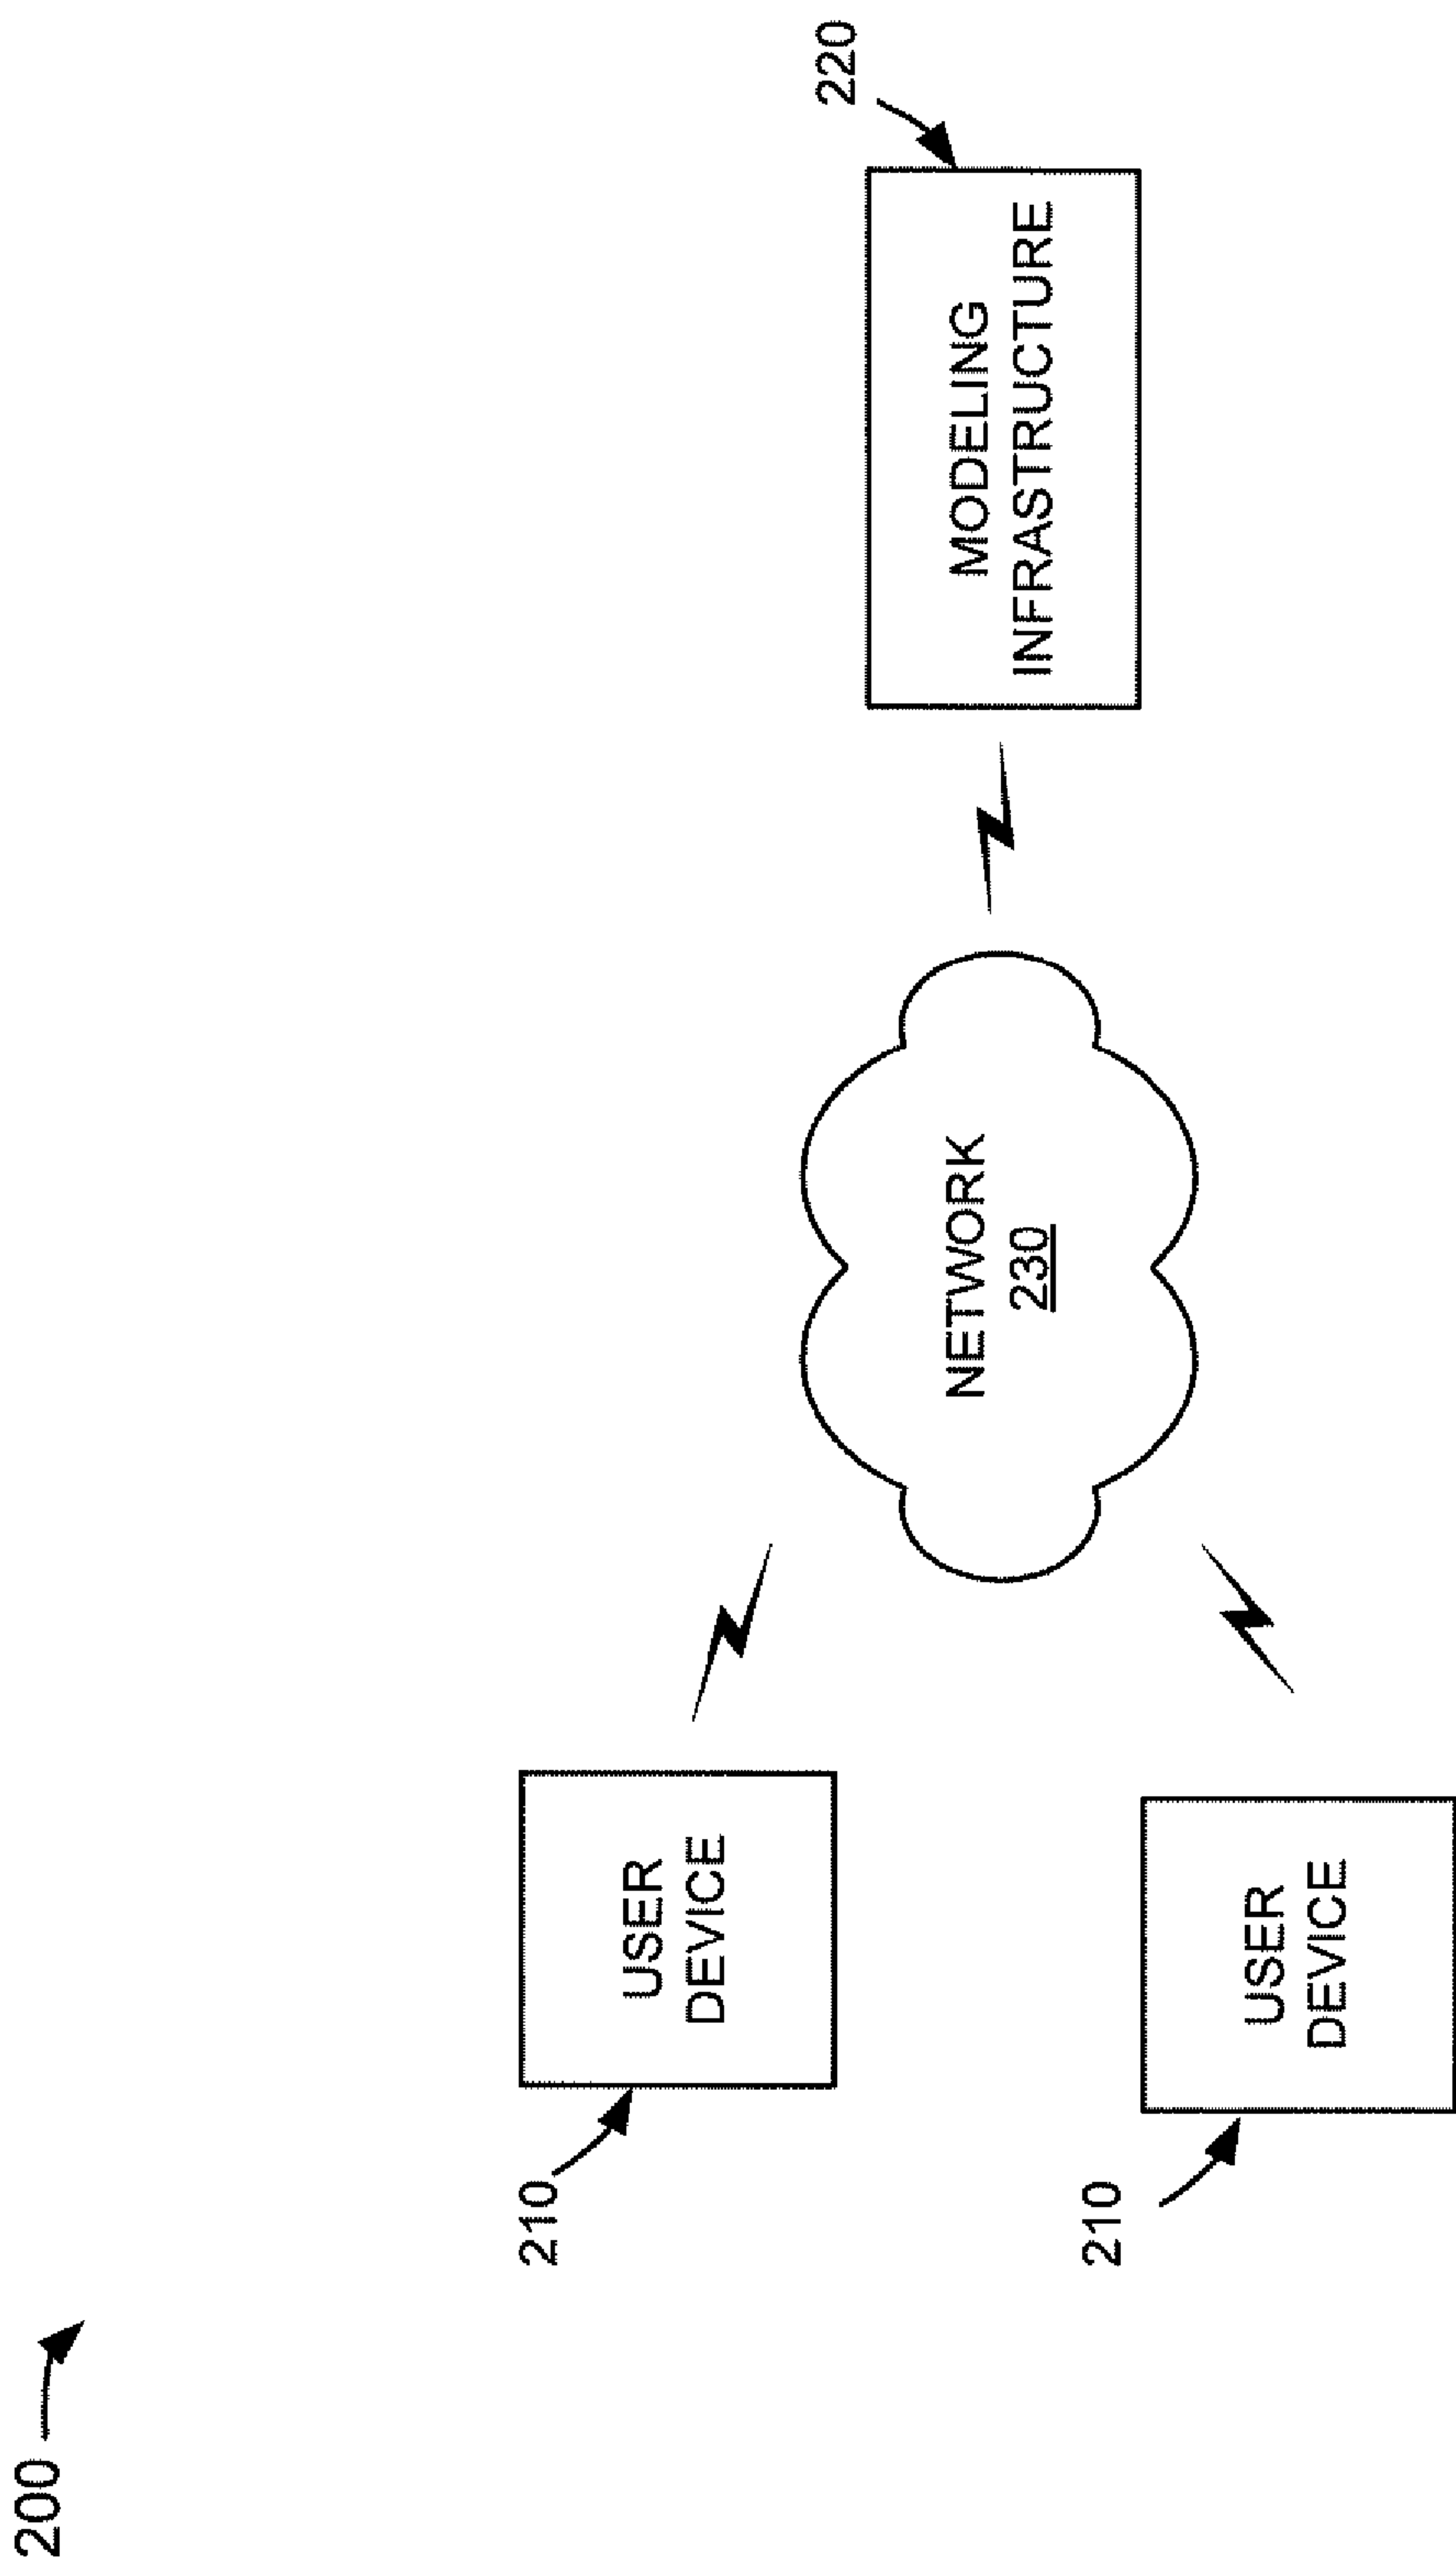 200
210
USER
DEVICE
NETWORK
230
220
MODELING
INFRASTRUCTURE
210
USER
DEVICE